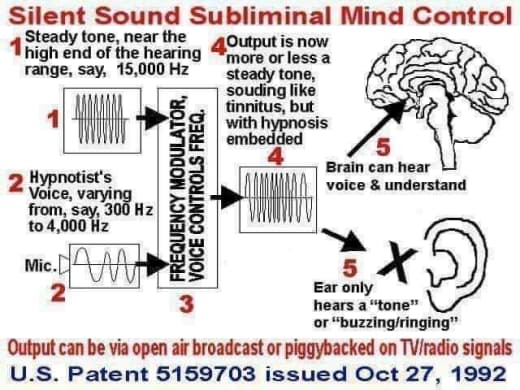 Silent Sound Subliminal Mind Control
1 Steady tone, near the
high end of the hearing
range, say, 15,000 Hz
1
2 Hypnotist's
Voice, varying
from, say, 300 Hz
to 4,000 Hz
Mic.
2
FREQUENCY MODULATOR,
VOICE CONTROLS FREQ.
3
4 Output is now
more or less a
steady tone,
souding like
tinnitus, but
with hypnosis
embedded
4
5
Brain can hear
voice & understand
X
5
Ear only
hears a "tone"
or "buzzing/ringing"
Output can be via open air broadcast or piggybacked on TV/radio signals
U.S. Patent 5159703 issued Oct 27, 1992